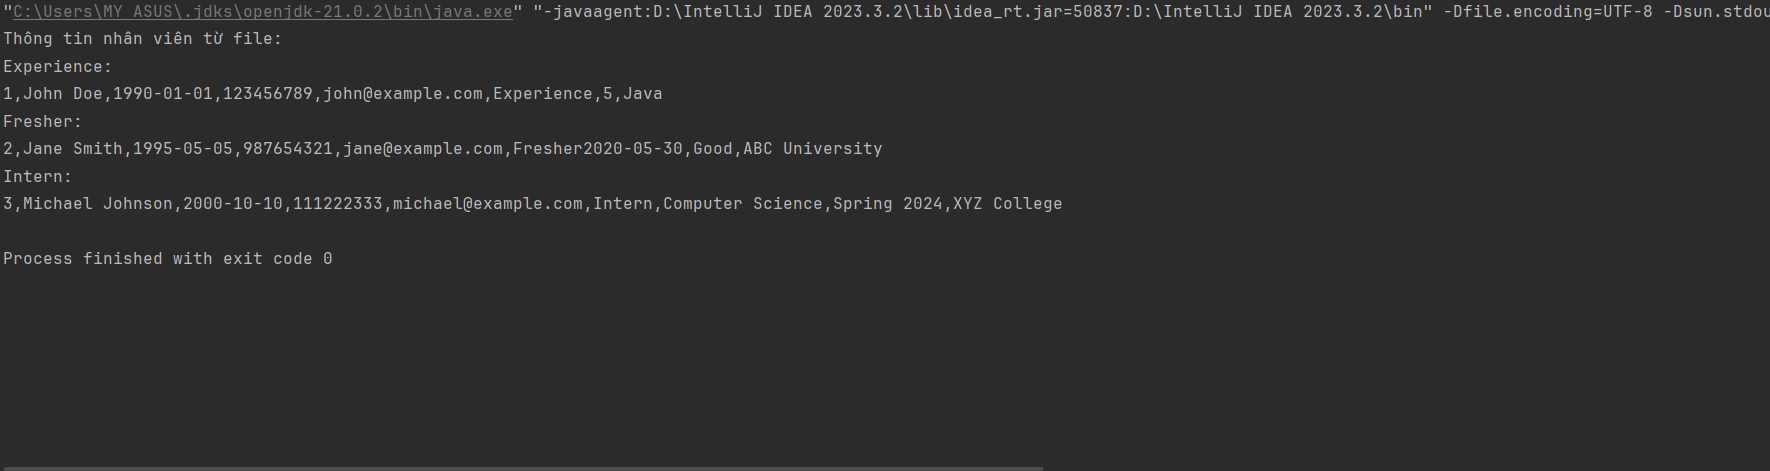 "C:\Users\MY ASUS\.jdks\openjdk-21.0.2\bin\java.exe" "-javaagent:D:\IntelliJ IDEA 2023.3.2\lib\idea_rt.jar=50837:D:\IntelliJ IDEA 2023.3.2\bin" -Dfile.encoding=UTF-8 -Dsun.stdou
Thông tin nhân viên từ file:
Experience:
1,John Doe,1990-01-01,123456789,john@example.com,Experience,5,Java
Fresher:
2,Jane Smith,1995-05-05,987654321,jane@example.com,Fresher2020-05-30,Good,ABC University
Intern:
3,Michael Johnson,2000-10-10,111222333,michael@example.com,Intern,Computer Science,Spring 2024,XYZ College
Process finished with exit code 0